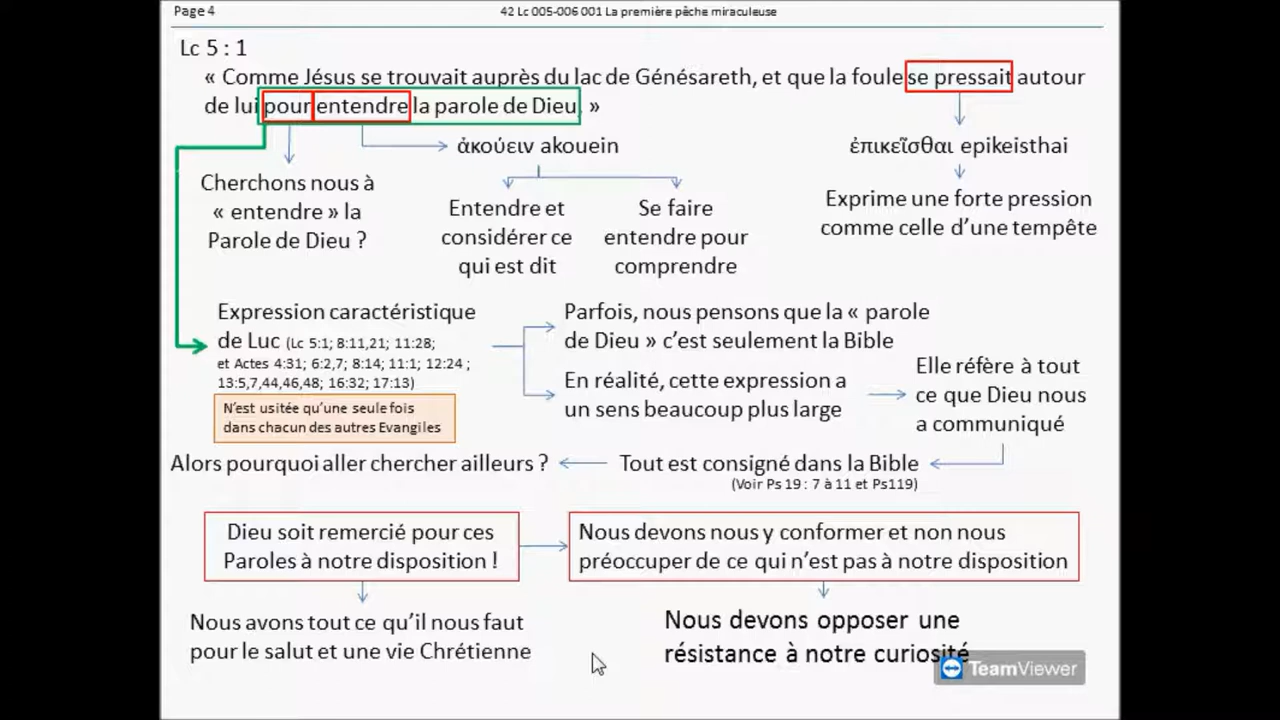 Page 4
42 Lc 005-006 001 La première pêche miraculeuse
Lc 5 : 1
« Comme Jésus se trouvait auprès du lac de Génésareth, et que la foule se pressait autour
de lui pour entendre la parole de Dieu, »
ἀκούειν akouein
ἐπικεῖσθαι epikeisthai
Cherchons nous à
« entendre » la
Parole de Dieu ?
Entendre et
considérer ce
qui est dit
Se faire
entendre pour
comprendre
Exprime une forte pression
comme celle d’une tempête
Expression caractéristique
de Luc (Lc 5:1; 8:11,21; 11:28;
et Actes 4:31; 6:2,7; 8:14; 11:1; 12:24 ;
13:5,7,44,46,48; 16:32; 17:13)
N’est usitée qu’une seule fois
dans chacun des autres Evangiles
Parfois, nous pensons que la « parole
de Dieu » c’est seulement la Bible
En réalité, cette expression a
un sens beaucoup plus large
Elle réfère à tout
ce que Dieu nous
a communiqué
Tout est consigné dans la Bible
(Voir Ps 19 : 7 à 11 et Ps119)
Alors pourquoi aller chercher ailleurs ?
Dieu soit remercié pour ces
Paroles à notre disposition !
Nous devons nous y conformer et non nous
préoccuper de ce qui n’est pas à notre disposition
Nous avons tout ce qu’il nous faut
pour le salut et une vie Chrétienne
Nous devons opposer une
résistance à notre curiosité
TeamViewer